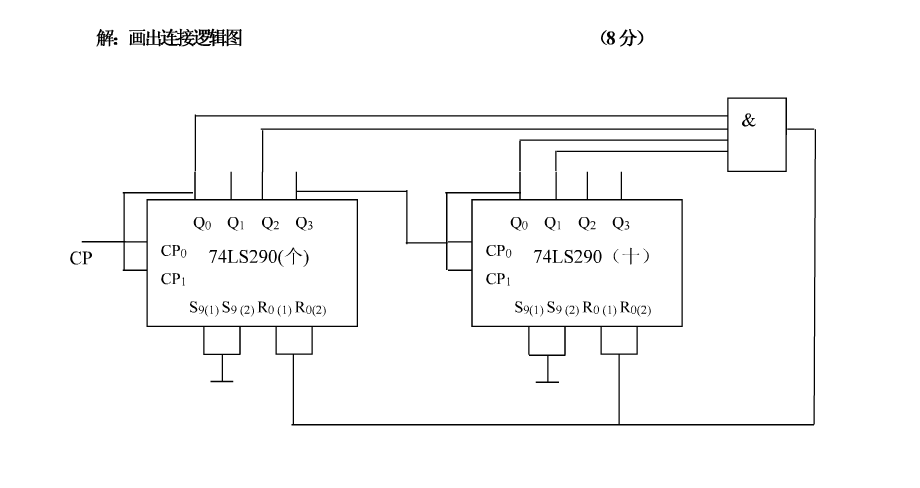 解：画出连接逻辑图 （8 分）
&
Q0 Q1 Q2 Q3 Q0 Q1 Q2 Q3
CP CP0 74LS290(个) CP0 74LS290（十）
CP1 CP1
S9(1) S9 (2) R0 (1) R0(2) S9(1) S9 (2) R0 (1) R0(2)